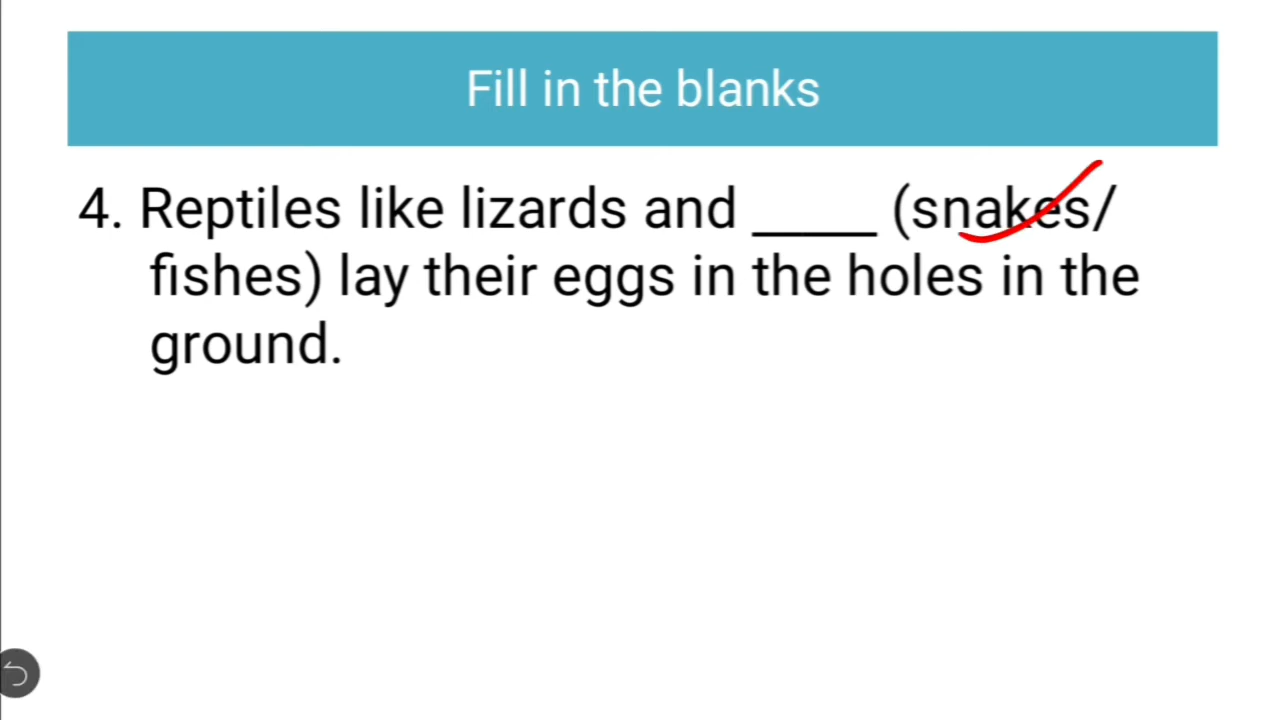 Fill in the blanks
4. Reptiles like lizards and _____ (snakes/
fishes) lay their eggs in the holes in the
ground.